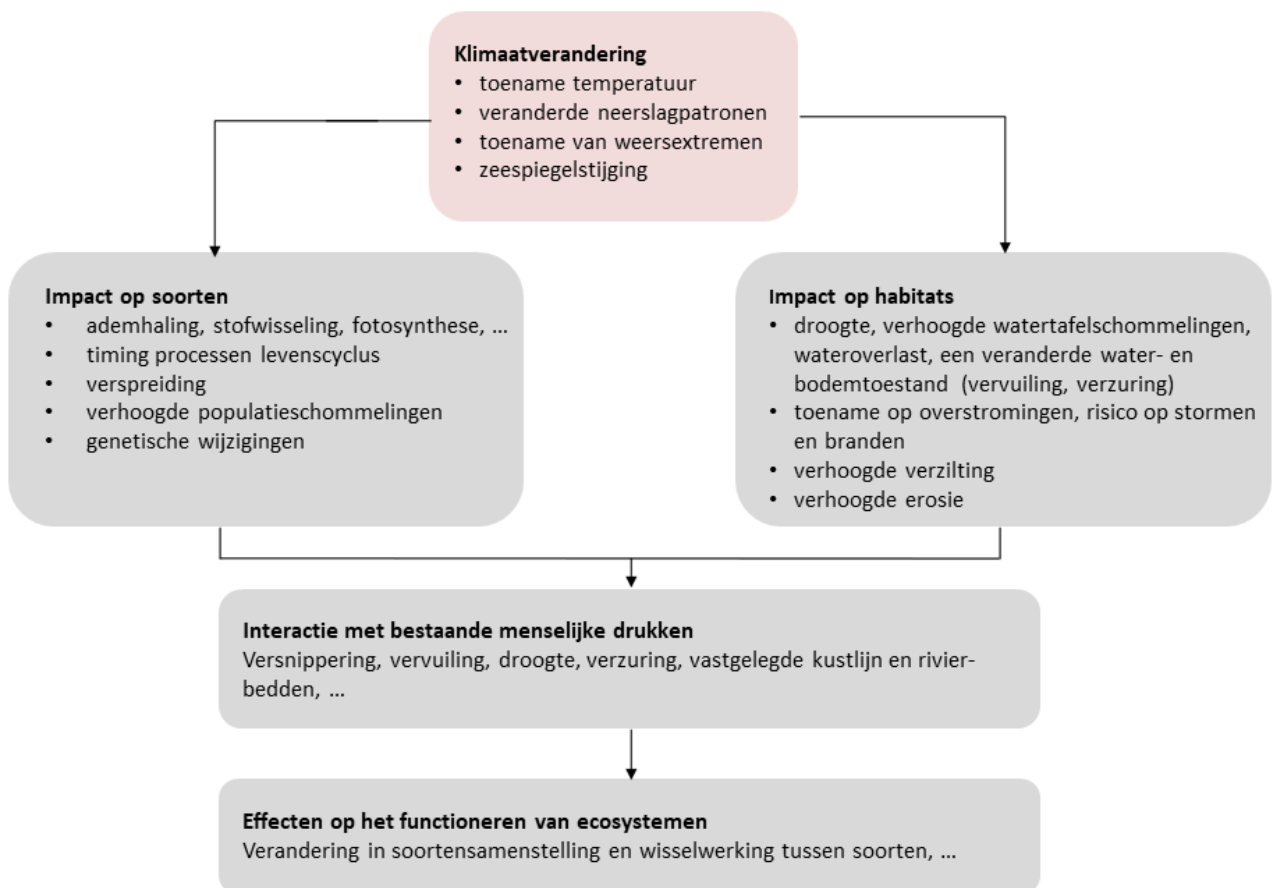 Klimaatverandering
• toename temperatuur
• veranderde neerslagpatronen
• toename van weersextremen
• zeespiegelstijging
Impact op soorten
• ademhaling, stofwisseling, fotosynthese, ...
• timing processen levenscyclus
• verspreiding
• verhoogde populatieschommelingen
• genetische wijzigingen
Impact op habitats
• droogte, verhoogde watertafelschommelingen,
wateroverlast, een veranderde water- en
bodemtoestand (vervuiling, verzuring)
• toename op overstromingen, risico op stormen
en branden
• verhoogde verzilting
• verhoogde erosie
Interactie met bestaande menselijke drukken
Versnippering, vervuiling, droogte, verzuring, vastgelegde kustlijn en rivier-
bedden, ...
Effecten op het functioneren van ecosystemen
Verandering in soortensamenstelling en wisselwerking tussen soorten, ...